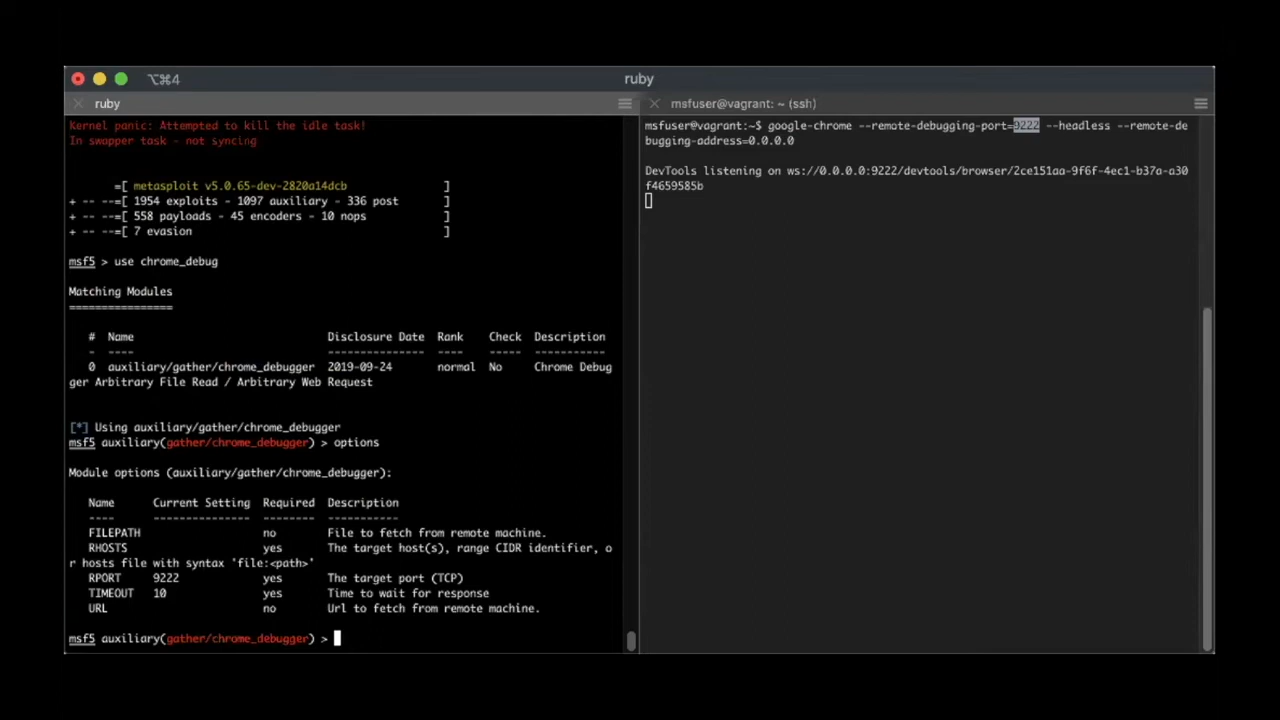 ⌥⌘4
ruby
ruby
msfuser@vagrant: ~ (ssh)
Kernel panic: Attempted to kill the idle task!
In swapper task - not syncing
=[ metasploit v5.0.65-dev-2820a14dcb ]
+ -- --=[ 1954 exploits - 1097 auxiliary - 336 post ]
+ -- --=[ 558 payloads - 45 encoders - 10 nops ]
+ -- --=[ 7 evasion ]
msf5 > use chrome_debug
Matching Modules
================
# Name Disclosure Date Rank Check Description
- ---- --------------- ---- ----- -----------
0 auxiliary/gather/chrome_debugger 2019-09-24 normal No Chrome Debug
ger Arbitrary File Read / Arbitrary Web Request
[*] Using auxiliary/gather/chrome_debugger
msf5 auxiliary(gather/chrome_debugger) > options
Module options (auxiliary/gather/chrome_debugger):
Name Current Setting Required Description
---- --------------- -------- -----------
FILEPATH no File to fetch from remote machine.
RHOSTS yes The target host(s), range CIDR identifier, o
r hosts file with syntax 'file:<path>'
RPORT 9222 yes The target port (TCP)
TIMEOUT 10 yes Time to wait for response
URL no Url to fetch from remote machine.
msf5 auxiliary(gather/chrome_debugger) >
msfuser@vagrant:~$ google-chrome --remote-debugging-port=9222 --headless --remote-de
bugging-address=0.0.0.0
DevTools listening on ws://0.0.0.0:9222/devtools/browser/2ce151aa-9f6f-4ec1-b37a-a30
f4659585b